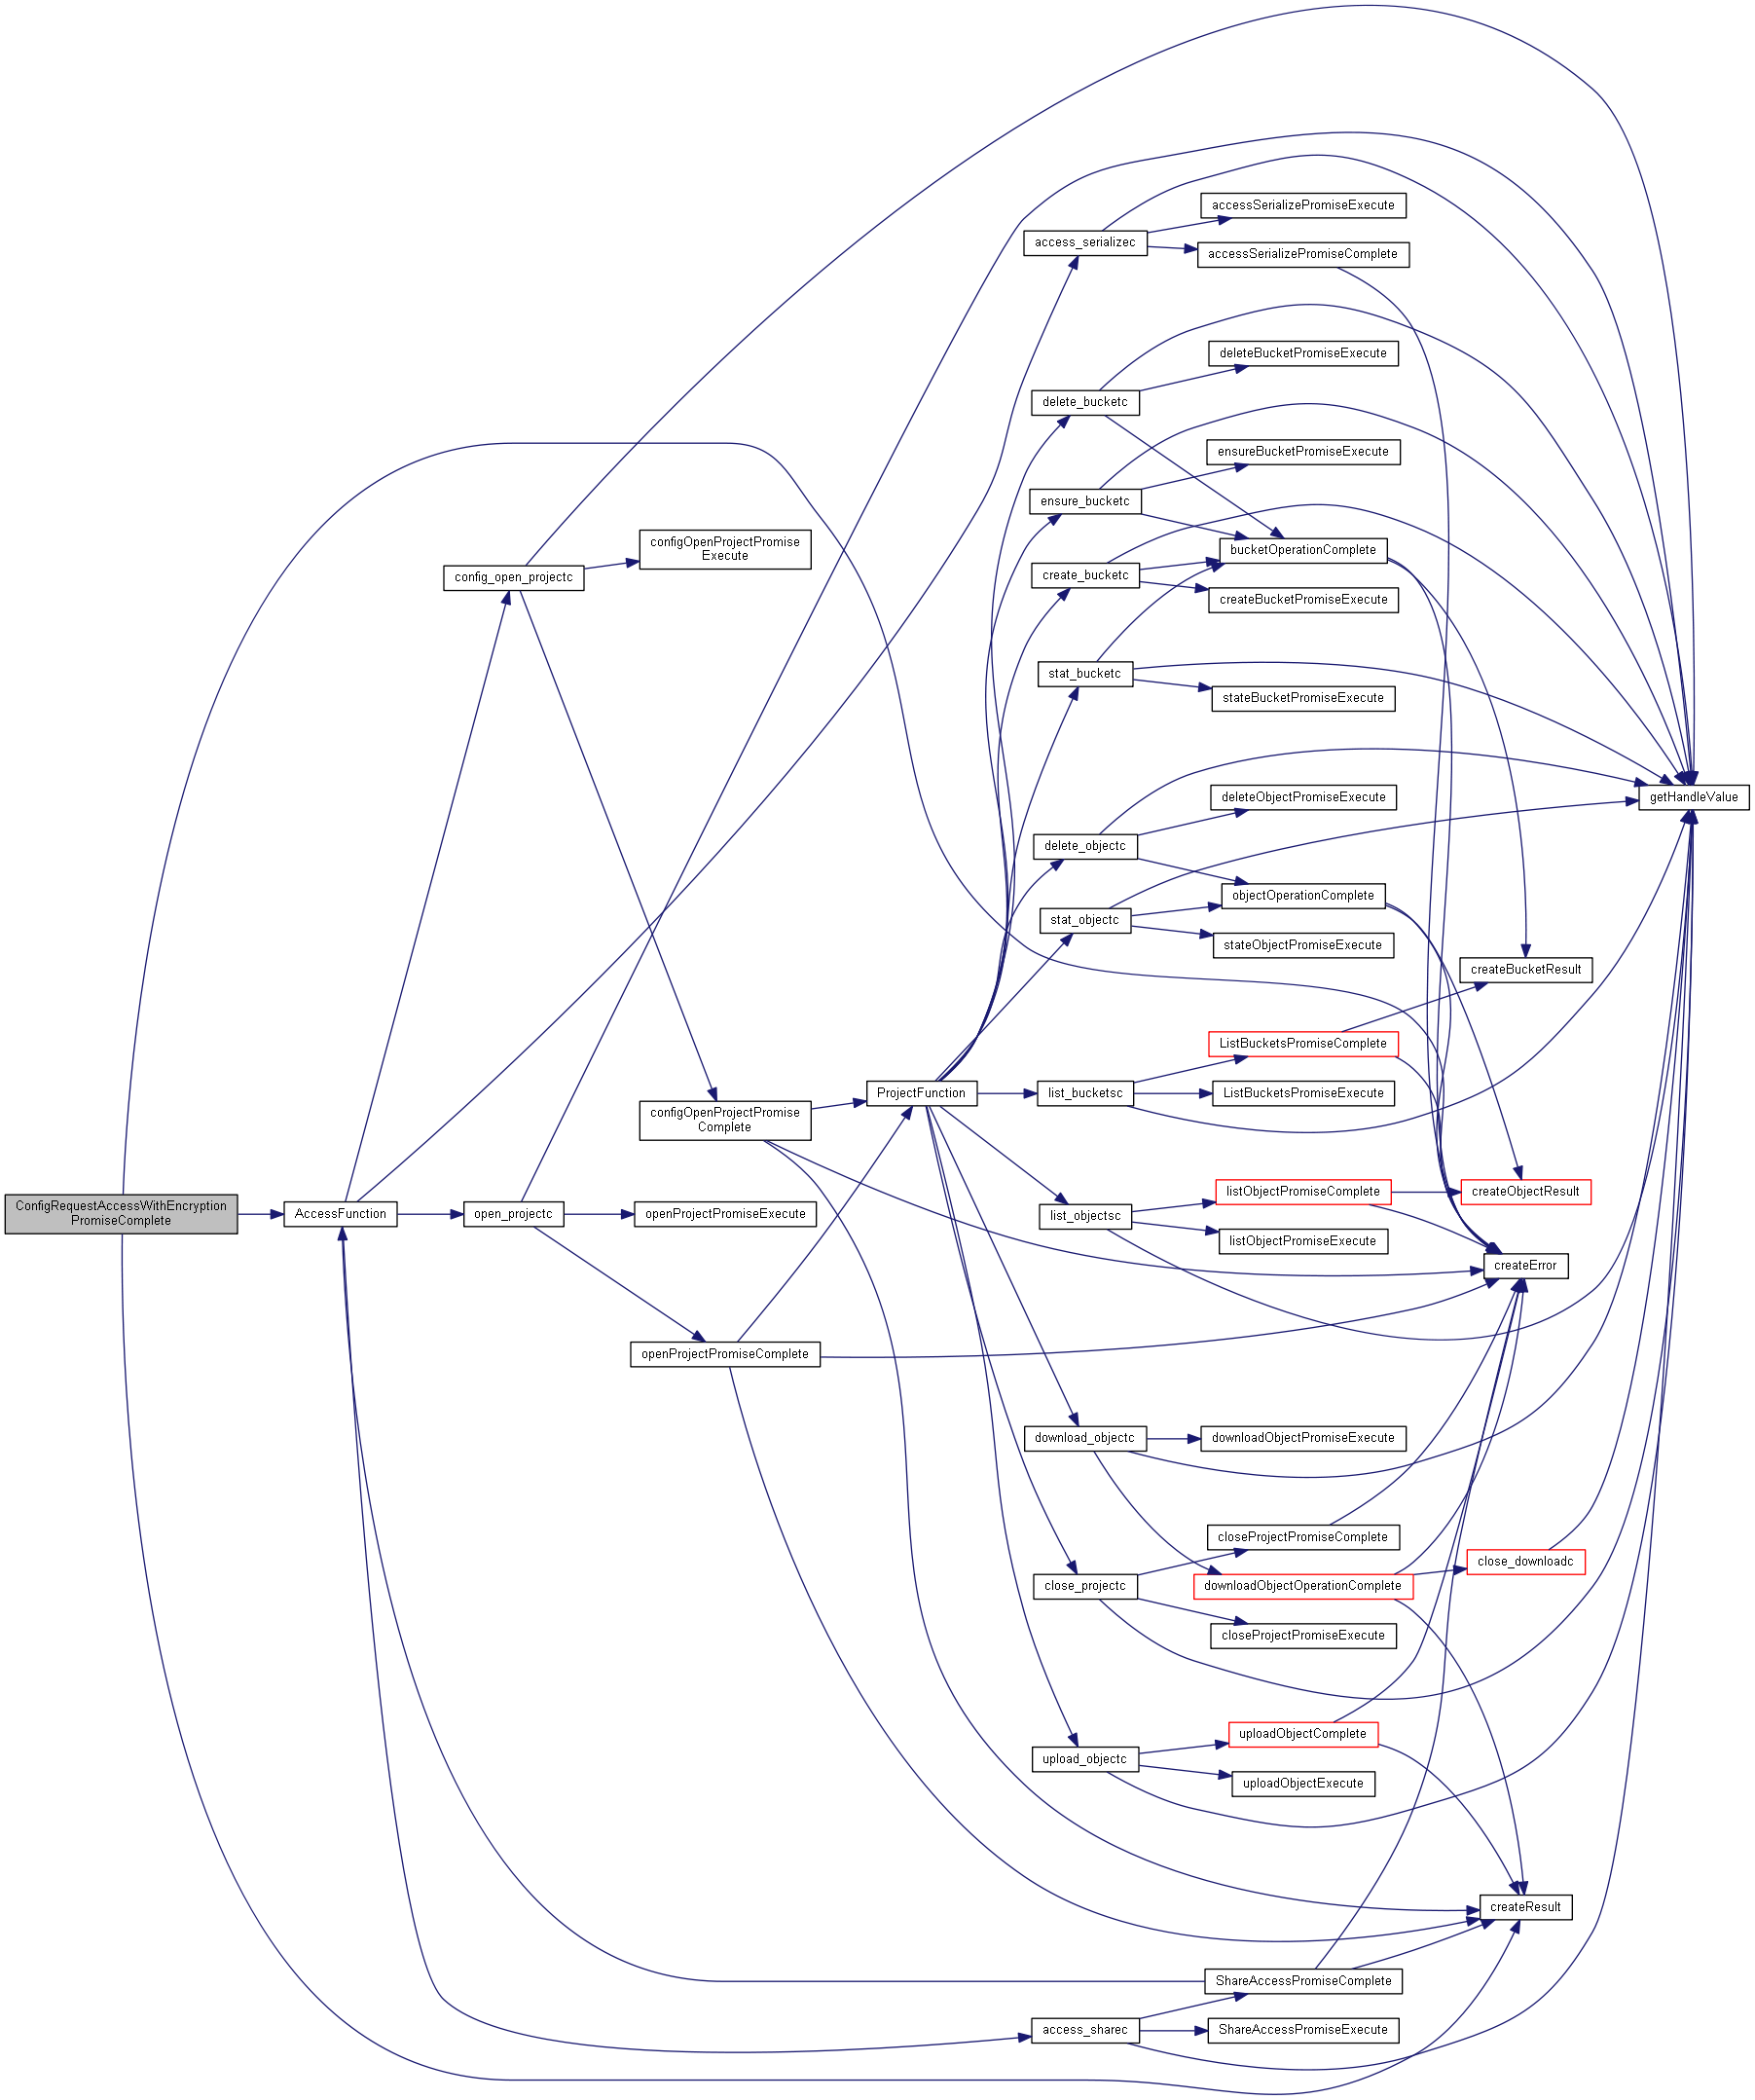 accessSerializePromiseExecute
access_serializec
accessSerializePromiseComplete
deleteBucketPromiseExecute
delete_bucketc
ensureBucketPromiseExecute
ensure_bucketc
configOpenProjectPromise
Execute
bucketOperationComplete
config_open_projectc
create_bucketc
createBucketPromiseExecute
stat_bucketc
stateBucketPromiseExecute
deleteObjectPromiseExecute
getHandleValue
delete_objectc
objectOperationComplete
stat_objectc
stateObjectPromiseExecute
createBucketResult
ListBucketsPromiseComplete
ProjectFunction
list_bucketsc
ListBucketsPromiseExecute
configOpenProjectPromise
Complete
listObjectPromiseComplete
createObjectResult
ConfigRequestAccessWithEncryption
PromiseComplete
AccessFunction
open_projectc
openProjectPromiseExecute
list_objectsc
listObjectPromiseExecute
createError
openProjectPromiseComplete
download_objectc
downloadObjectPromiseExecute
closeProjectPromiseComplete
close_downloadc
close_projectc
downloadObjectOperationComplete
closeProjectPromiseExecute
uploadObjectComplete
upload_objectc
uploadObjectExecute
createResult
ShareAccessPromiseComplete
access_sharec
ShareAccessPromiseExecute